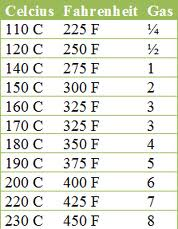 Celcius Fahrenheit Gas
110 C 225 F ¼
120 C 250 F ½
140 C 275 F 1
150 C 300 F 2
160 C 325 F 3
170 C 325 F 3
180 C 350 F 4
190 C 375 F 5
200 C 400 F 6
220 C 425 F 7
230 C 450 F 8